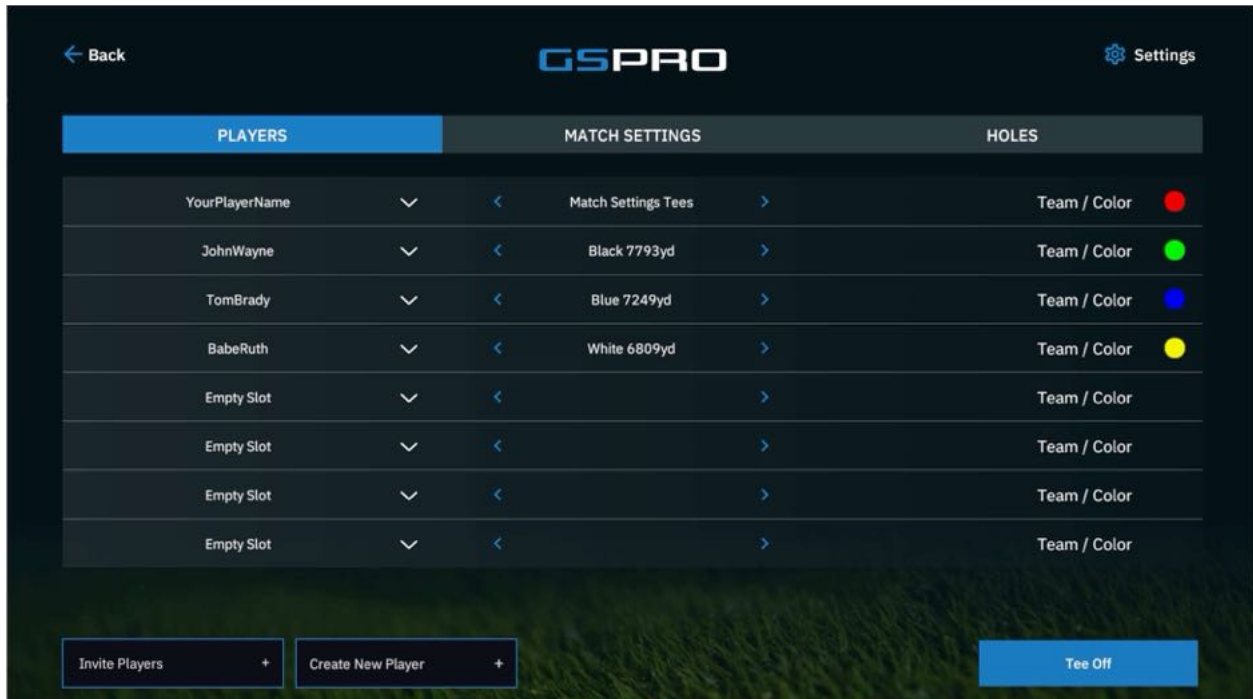 Back
GSPRO
Settings
PLAYERS MATCH SETTINGS HOLES
YourPlayerName Match Settings Tees Team / Color
JohnWayne Black 7793yd Team / Color
TomBrady Blue 7249yd Team / Color
BabeRuth White 6809yd Team / Color
Empty Slot Team / Color
Empty Slot Team / Color
Empty Slot Team / Color
Empty Slot Team / Color
Invite Players + Create New Player + Tee Off